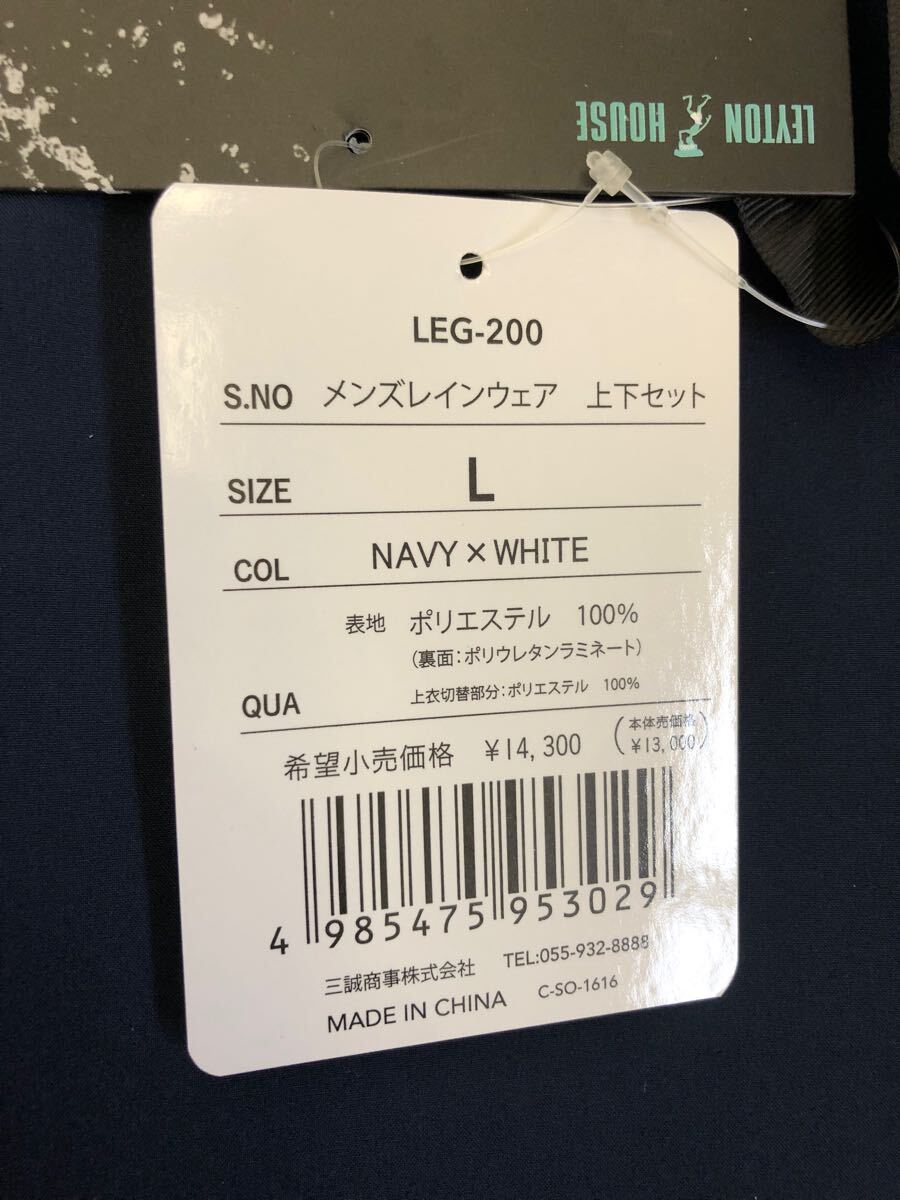 LEYTON HOUSE
LEG-200
S.NO メンズレインウェア 上下セット
SIZE L
COL NAVY×WHITE
表地 ポリエステル 100%
(裏面:ポリウレタンラミネート)
QUA 上衣切替部分:ポリエステル 100%
希望小売価格 ¥14,300 (本体売価格 ¥13,000)
4 985475 953029
三誠商事株式会社 TEL:055-932-8888
MADE IN CHINA C-SO-1616